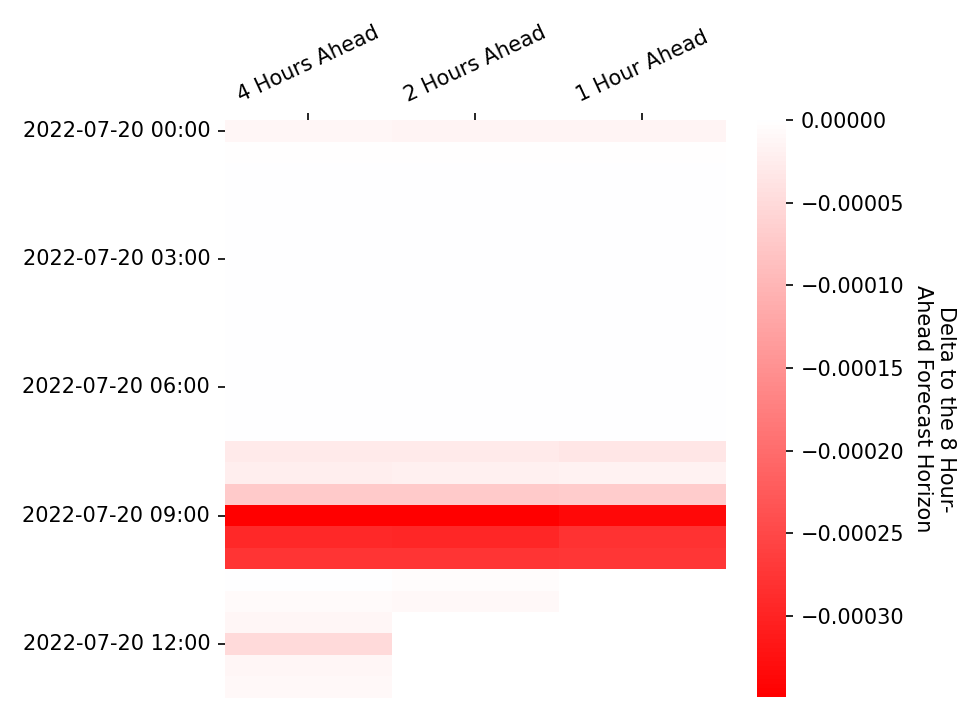 4 Hours Ahead
2 Hours Ahead
1 Hour Ahead
2022-07-20 00:00
2022-07-20 03:00
2022-07-20 06:00
2022-07-20 09:00
2022-07-20 12:00
0.00000
−0.00005
−0.00010
−0.00015
−0.00020
−0.00025
−0.00030
Delta to the 8 Hour-
Ahead Forecast Horizon